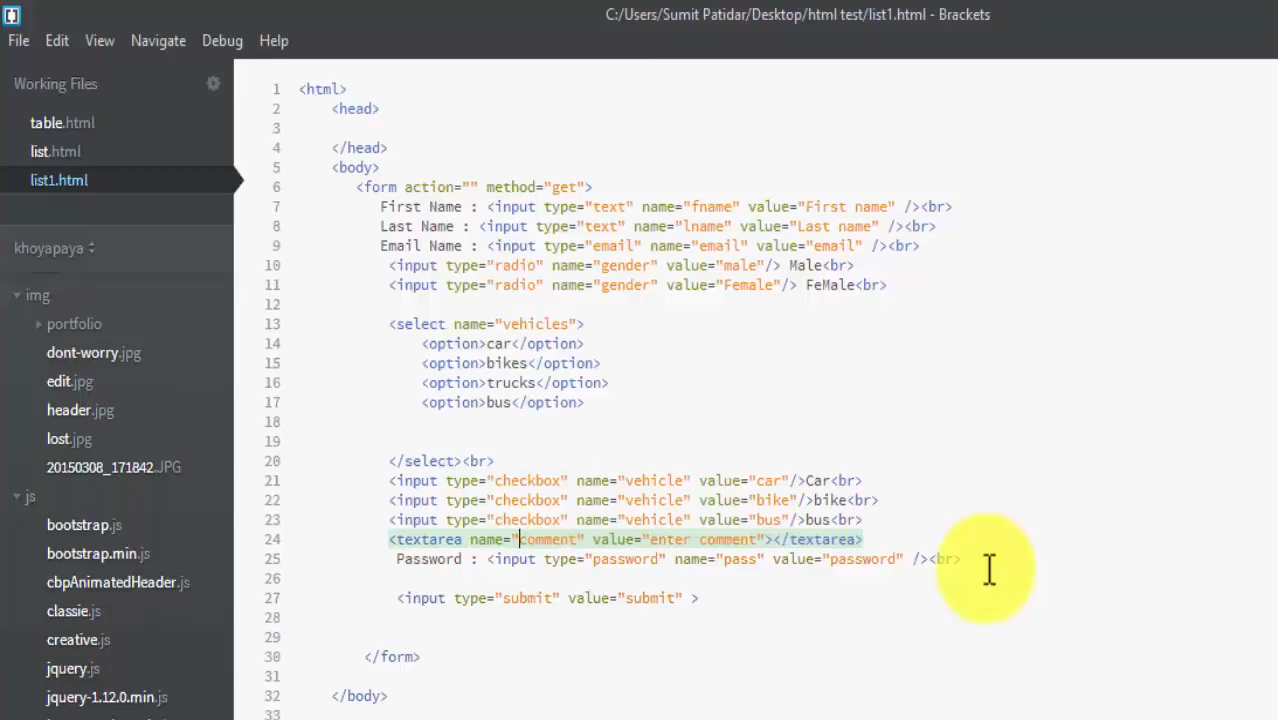 C:/Users/Sumit Patidar/Desktop/html test/list1.html - Brackets
File Edit View Navigate Debug Help
Working Files
table.html
list.html
list1.html
khoyapaya
img
portfolio
dont-worry.jpg
edit.jpg
header.jpg
lost.jpg
20150308_171842.JPG
js
bootstrap.js
bootstrap.min.js
cbpAnimatedHeader.js
classie.js
creative.js
jquery.js
jquery-1.12.0.min.js
1 <html>
2 <head>
3
4 </head>
5 <body>
6 <form action="" method="get">
7 First Name : <input type="text" name="fname" value="First name" /><br>
8 Last Name : <input type="text" name="lname" value="Last name" /><br>
9 Email Name : <input type="email" name="email" value="email" /><br>
10 <input type="radio" name="gender" value="male"/> Male<br>
11 <input type="radio" name="gender" value="Female"/> FeMale<br>
12
13 <select name="vehicles">
14 <option>car</option>
15 <option>bikes</option>
16 <option>trucks</option>
17 <option>bus</option>
18
19
20 </select><br>
21 <input type="checkbox" name="vehicle" value="car"/>Car<br>
22 <input type="checkbox" name="vehicle" value="bike"/>bike<br>
23 <input type="checkbox" name="vehicle" value="bus"/>bus<br>
24 <textarea name="comment" value="enter comment"></textarea>
25 Password : <input type="password" name="pass" value="password" /><br>
26
27 <input type="submit" value="submit" >
28
29
30 </form>
31
32 </body>
33